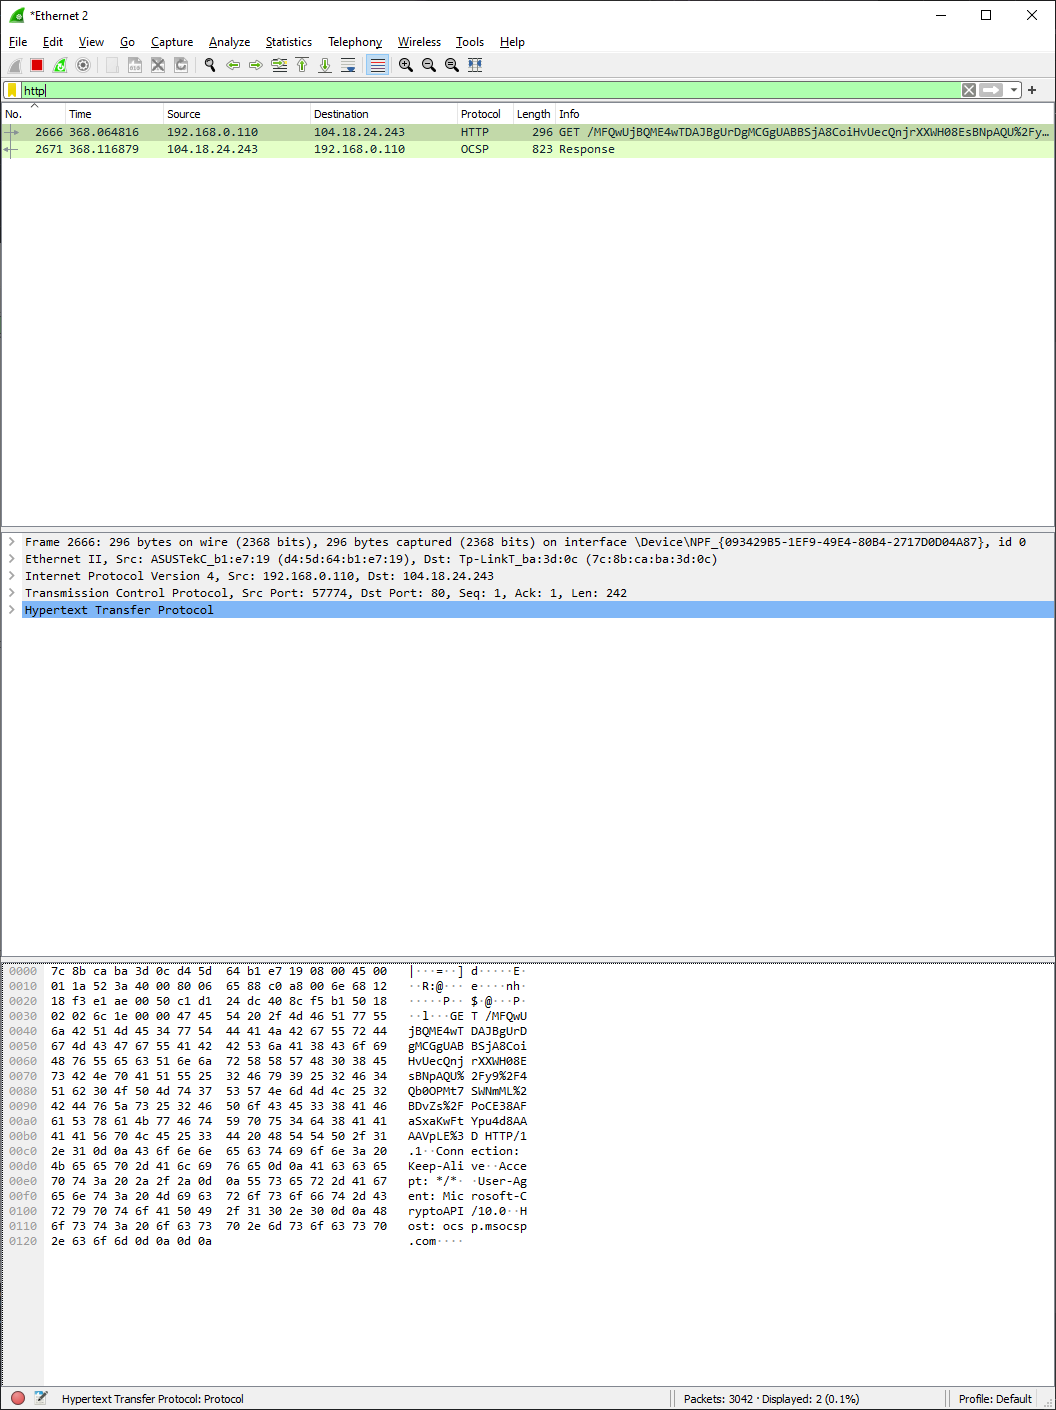 *Ethernet 2
File Edit View Go Capture Analyze Statistics Telephony Wireless Tools Help
http
No. Time Source Destination Protocol Length Info
2666 368.064816 192.168.0.110 104.18.24.243 HTTP 296 GET /MFQwUjBQME4wTDAJBgUrDgMCGgUABBSjA8CoiHvUecQnjrXXWH08EsBNpAQU%2Fy…
2671 368.116879 104.18.24.243 192.168.0.110 OCSP 823 Response
Frame 2666: 296 bytes on wire (2368 bits), 296 bytes captured (2368 bits) on interface \Device\NPF_{093429B5-1EF9-49E4-80B4-2717D0D04A87}, id 0
Ethernet II, Src: ASUSTekC_b1:e7:19 (d4:5d:64:b1:e7:19), Dst: Tp-LinkT_ba:3d:0c (7c:8b:ca:ba:3d:0c)
Internet Protocol Version 4, Src: 192.168.0.110, Dst: 104.18.24.243
Transmission Control Protocol, Src Port: 57774, Dst Port: 80, Seq: 1, Ack: 1, Len: 242
Hypertext Transfer Protocol
0000 7c 8b ca ba 3d 0c d4 5d 64 b1 e7 19 08 00 45 00 |···=··] d·····E·
0010 01 1a 52 3a 40 00 80 06 65 88 c0 a8 00 6e 68 12 ··R:@··· e····nh·
0020 18 f3 e1 ae 00 50 c1 d1 24 dc 40 8c f5 b1 50 18 ·····P·· $·@···P·
0030 02 02 6c 1e 00 00 47 45 54 20 2f 4d 46 51 77 55 ··l···GE T /MFQwU
0040 6a 42 51 4d 45 34 77 54 44 41 4a 42 67 55 72 44 jBQME4wT DAJBgUrD
0050 67 4d 43 47 67 55 41 42 42 53 6a 41 38 43 6f 69 gMCGgUAB BSjA8Coi
0060 48 76 55 65 63 51 6e 6a 72 58 58 57 48 30 38 45 HvUecQnj rXXWH08E
0070 73 42 4e 70 41 51 55 25 32 46 79 39 25 32 46 34 sBNpAQU% 2Fy9%2F4
0080 51 62 30 4f 50 4d 74 37 53 57 4e 6d 4d 4c 25 32 Qb0OPMt7 SWNmML%2
0090 42 44 76 5a 73 25 32 46 50 6f 43 45 33 38 41 46 BDvZs%2F PoCE38AF
00a0 61 53 78 61 4b 77 46 74 59 70 75 34 64 38 41 41 aSxaKwFt Ypu4d8AA
00b0 41 41 56 70 4c 45 25 33 44 20 48 54 54 50 2f 31 AAVpLE%3 D HTTP/1
00c0 2e 31 0d 0a 43 6f 6e 6e 65 63 74 69 6f 6e 3a 20 .1··Conn ection:
00d0 4b 65 65 70 2d 41 6c 69 76 65 0d 0a 41 63 63 65 Keep-Ali ve··Acce
00e0 70 74 3a 20 2a 2f 2a 0d 0a 55 73 65 72 2d 41 67 pt: */*· ·User-Ag
00f0 65 6e 74 3a 20 4d 69 63 72 6f 73 6f 66 74 2d 43 ent: Mic rosoft-C
0100 72 79 70 74 6f 41 50 49 2f 31 30 2e 30 0d 0a 48 ryptoAPI /10.0··H
0110 6f 73 74 3a 20 6f 63 73 70 2e 6d 73 6f 63 73 70 ost: ocs p.msocsp
0120 2e 63 6f 6d 0d 0a 0d 0a .com····
Hypertext Transfer Protocol: Protocol Packets: 3042 · Displayed: 2 (0.1%) Profile: Default